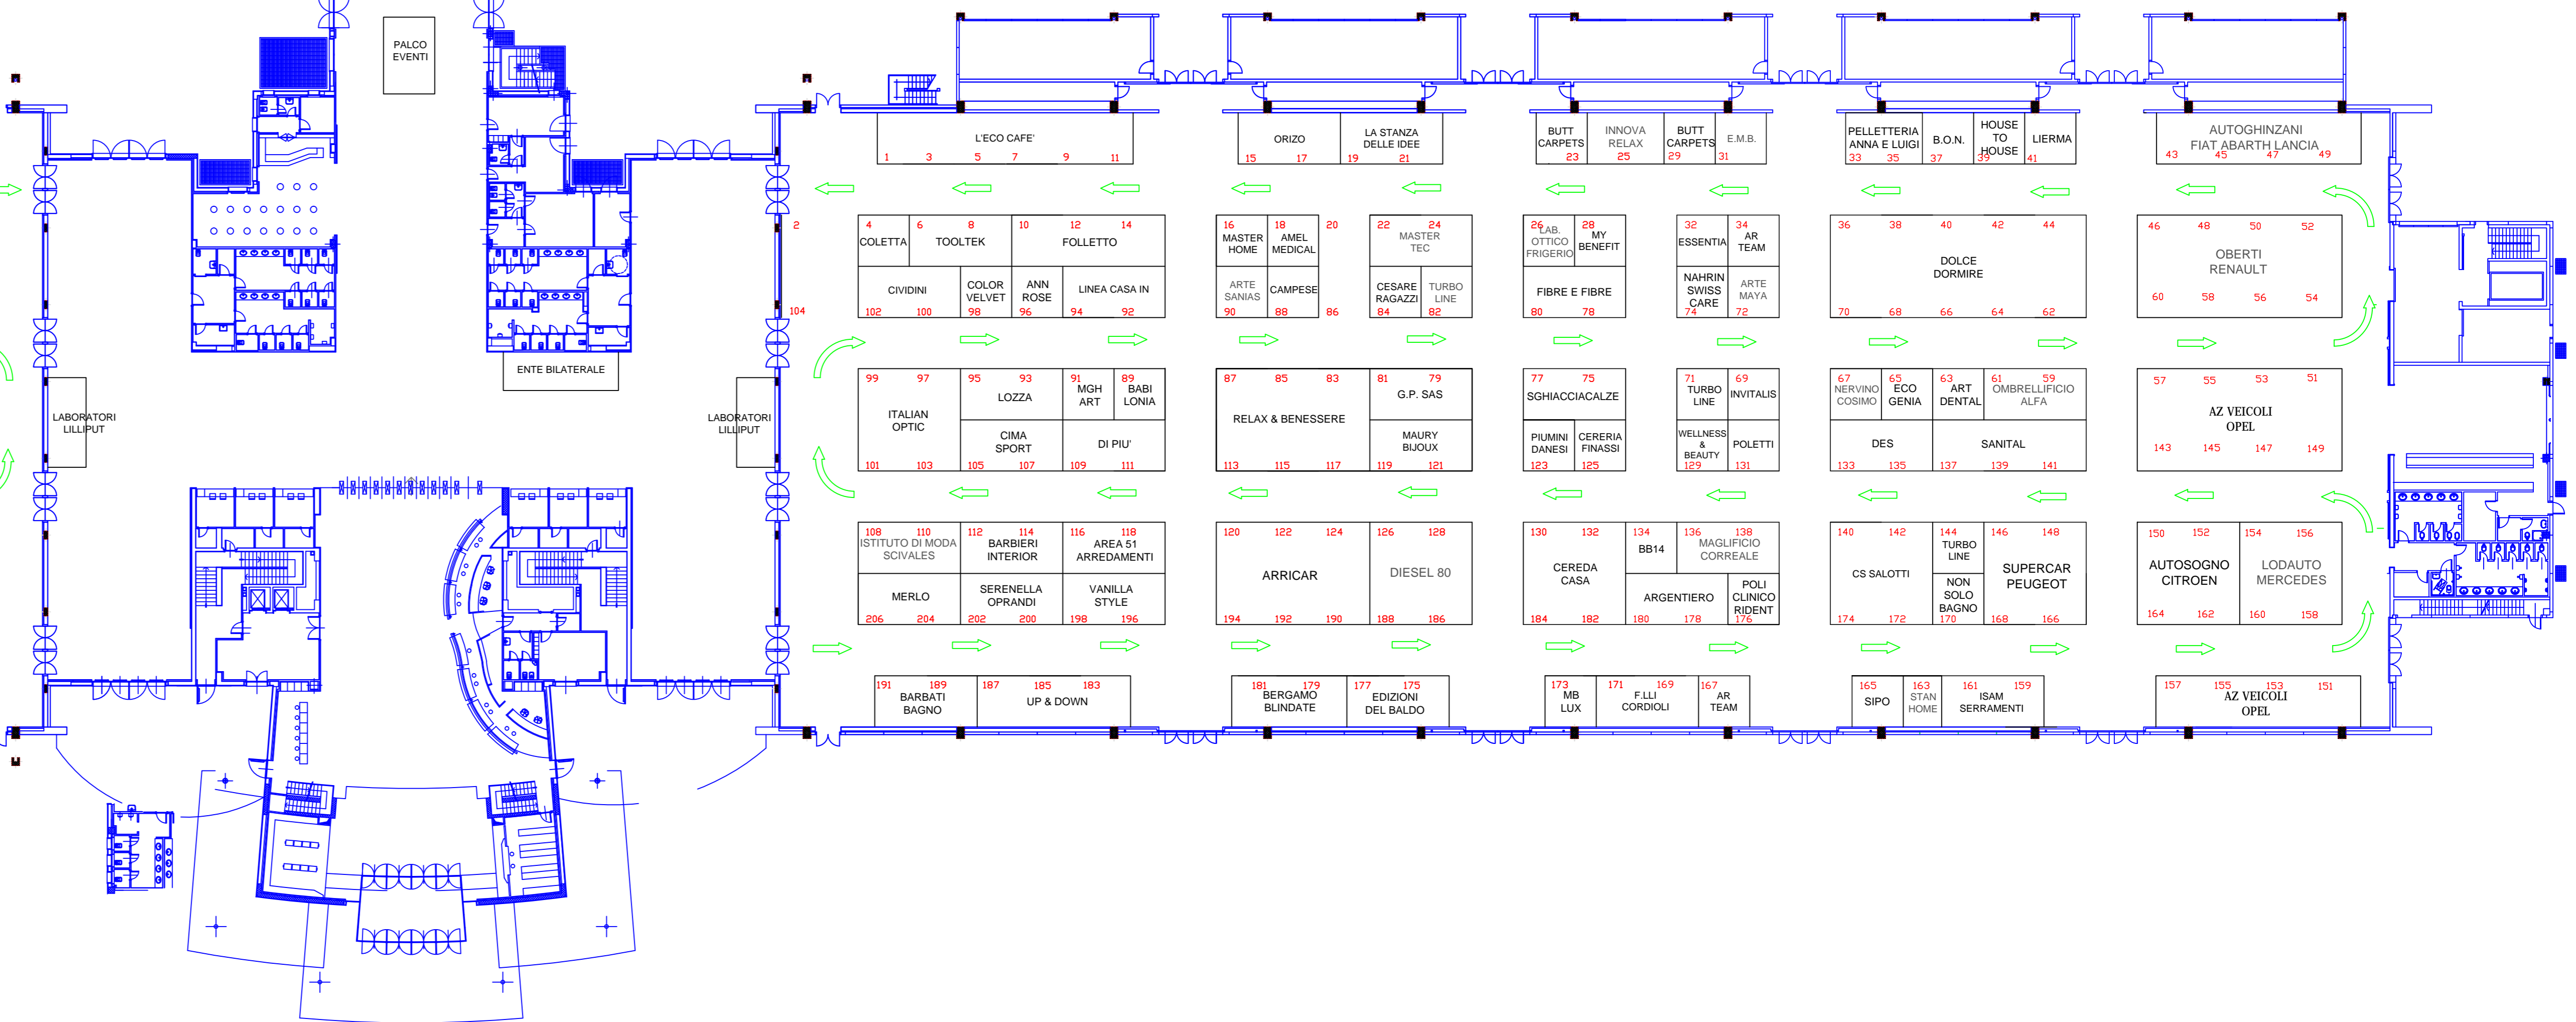 PALCO
EVENTI
ENTE BILATERALE
LABORATORI
LILLIPUT
LABORATORI
LILLIPUT
2
104
L'ECO CAFE'
1 3 5 7 9 11
ORIZO
15 17
LA STANZA
DELLE IDEE
19 21
BUTT
CARPETS
23
INNOVA
RELAX
25
BUTT
CARPETS
29
E.M.B.
31
PELLETTERIA
ANNA E LUIGI
33 35
B.O.N.
37
HOUSE
TO
HOUSE
39
LIERMA
41
AUTOGHINZANI
FIAT ABARTH LANCIA
43 45 47 49
4
COLETTA
6 8
TOOLTEK
10 12 14
FOLLETTO
CIVIDINI
102 100
COLOR
VELVET
98
ANN
ROSE
96
LINEA CASA IN
94 92
16
MASTER
HOME
18
AMEL
MEDICAL
20
ARTE
SANIAS
90
CAMPESE
88
86
22 24
MASTER
TEC
CESARE
RAGAZZI
84
TURBO
LINE
82
26
LAB.
OTTICO
FRIGERIO
28
MY
BENEFIT
FIBRE E FIBRE
80 78
32
ESSENTIA
34
AR
TEAM
NAHRIN
SWISS
CARE
74
ARTE
MAYA
72
36 38 40 42 44
DOLCE
DORMIRE
70 68 66 64 62
46 48 50 52
OBERTI
RENAULT
60 58 56 54
99 97
ITALIAN
OPTIC
101 103
95 93
LOZZA
91
MGH
ART
89
BABI
LONIA
CIMA
SPORT
105 107
DI PIU'
109 111
87 85 83
RELAX & BENESSERE
113 115 117
81 79
G.P. SAS
MAURY
BIJOUX
119 121
77 75
SGHIACCIACALZE
PIUMINI
DANESI
123
CERERIA
FINASSI
125
71
TURBO
LINE
69
INVITALIS
WELLNESS
&
BEAUTY
129
POLETTI
131
67
NERVINO
COSIMO
65
ECO
GENIA
63
ART
DENTAL
61 59
OMBRELLIFICIO
ALFA
DES
133 135
SANITAL
137 139 141
57 55 53 51
AZ VEICOLI
OPEL
143 145 147 149
108 110
ISTITUTO DI MODA
SCIVALES
112 114
BARBIERI
INTERIOR
116 118
AREA 51
ARREDAMENTI
MERLO
206 204
SERENELLA
OPRANDI
202 200
VANILLA
STYLE
198 196
120 122 124
ARRICAR
194 192 190
126 128
DIESEL 80
188 186
130 132
CEREDA
CASA
184 182
134
BB14
136 138
MAGLIFICIO
CORREALE
ARGENTIERO
180 178
POLI
CLINICO
RIDENT
176
140 142
CS SALOTTI
174 172
144
TURBO
LINE
NON
SOLO
BAGNO
170
146 148
SUPERCAR
PEUGEOT
168 166
150 152
AUTOSOGNO
CITROEN
164 162
154 156
LODAUTO
MERCEDES
160 158
191 189
BARBATI
BAGNO
187 185 183
UP & DOWN
181 179
BERGAMO
BLINDATE
177 175
EDIZIONI
DEL BALDO
173
MB
LUX
171 169
F.LLI
CORDIOLI
167
AR
TEAM
165
SIPO
163
STAN
HOME
161 159
ISAM
SERRAMENTI
157 155 153 151
AZ VEICOLI
OPEL